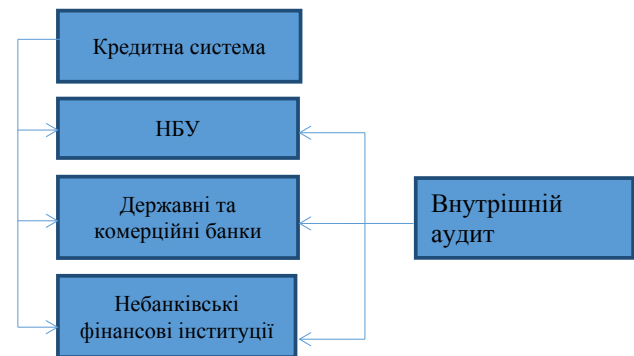 Кредитна система
НБУ
Державні та
комерційні банки
Внутрішній
аудит
Небанківські
фінансові інституції